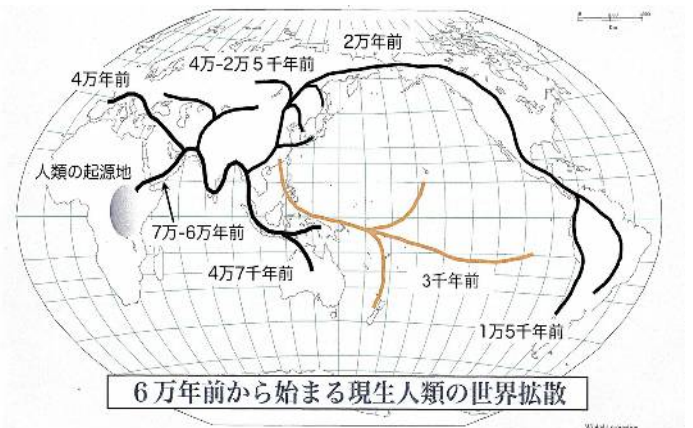 2万年前
4万-2万5千年前
4万年前
人類の起源地
7万-6万年前
4万7千年前
3千年前
1万5千年前
6万年前から始まる現生人類の世界拡散